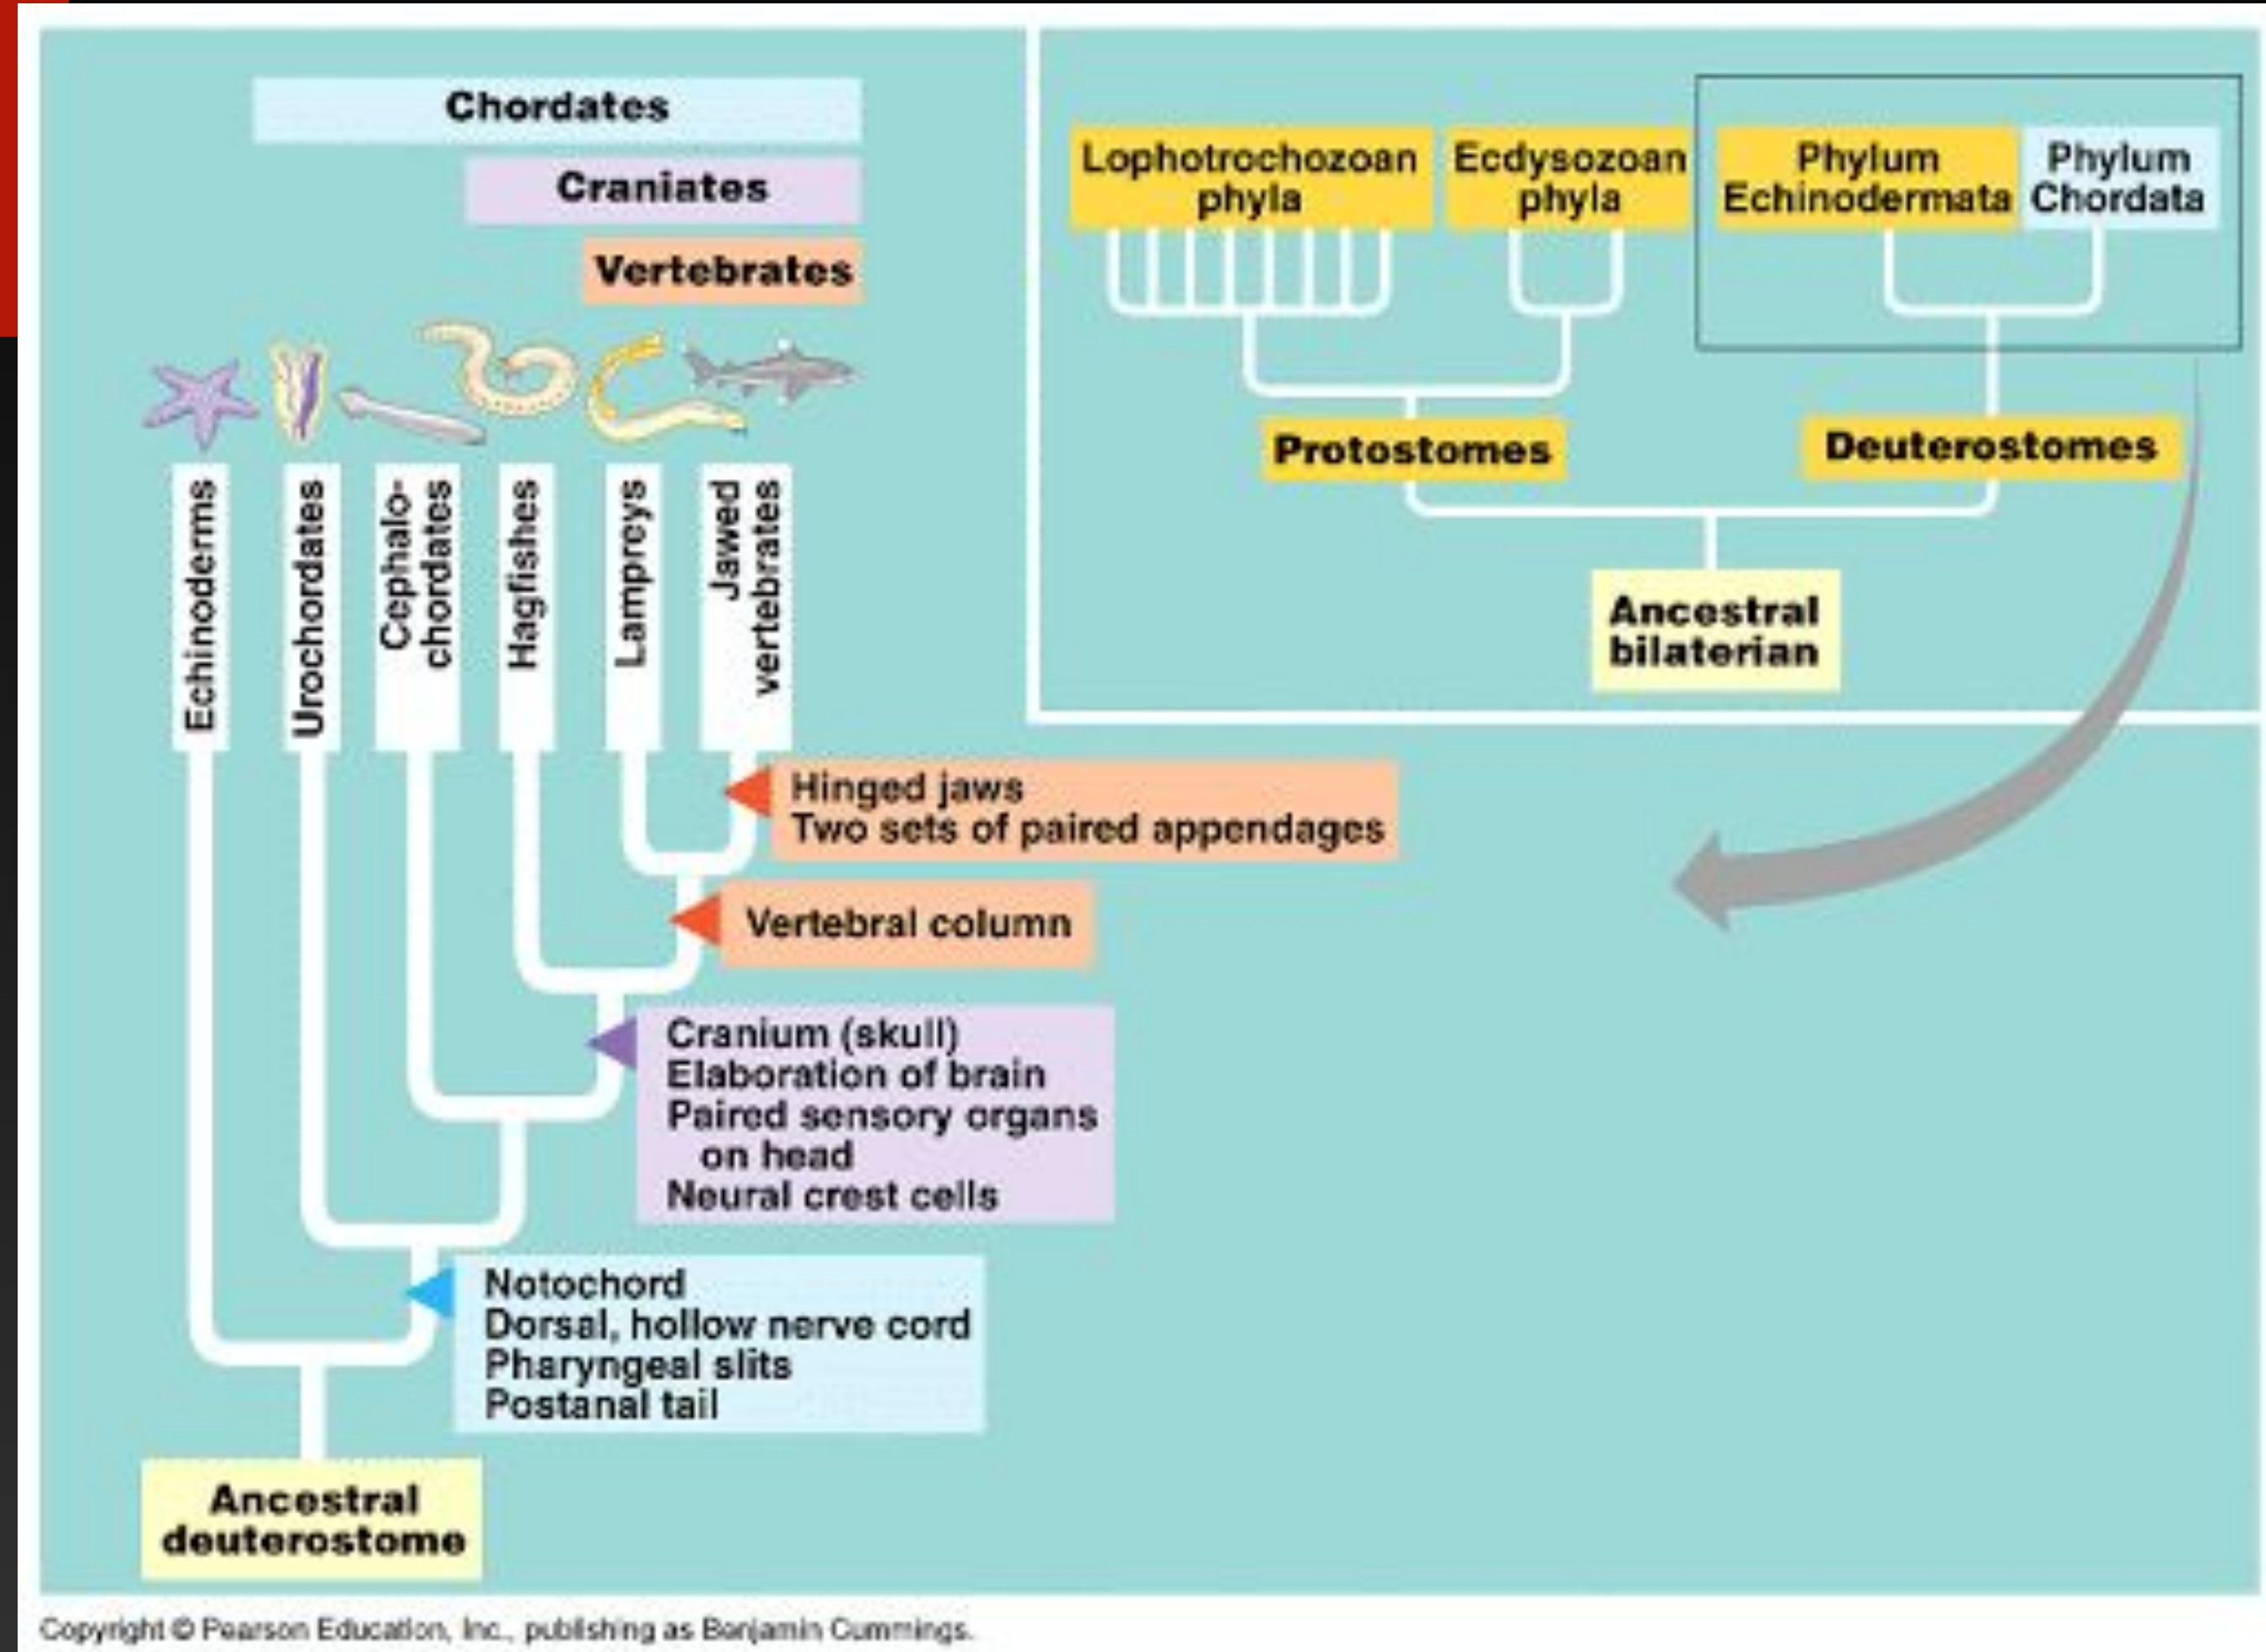 Chordates
Craniates
Vertebrates
Echinoderms
Urochordates
Cephalo-
chordates
Hagfishes
Lampreys
Jawed
vertebrates
Hinged jaws
Two sets of paired appendages
Vertebral column
Cranium (skull)
Elaboration of brain
Paired sensory organs
on head
Neural crest cells
Notochord
Dorsal, hollow nerve cord
Pharyngeal slits
Postanal tail
Ancestral
deuterostome
Lophotrochozoan
phyla
Ecdysozoan
phyla
Phylum
Echinodermata
Phylum
Chordata
Protostomes
Deuterostomes
Ancestral
bilaterian
Copyright © Pearson Education, Inc., publishing as Benjamin Cummings.